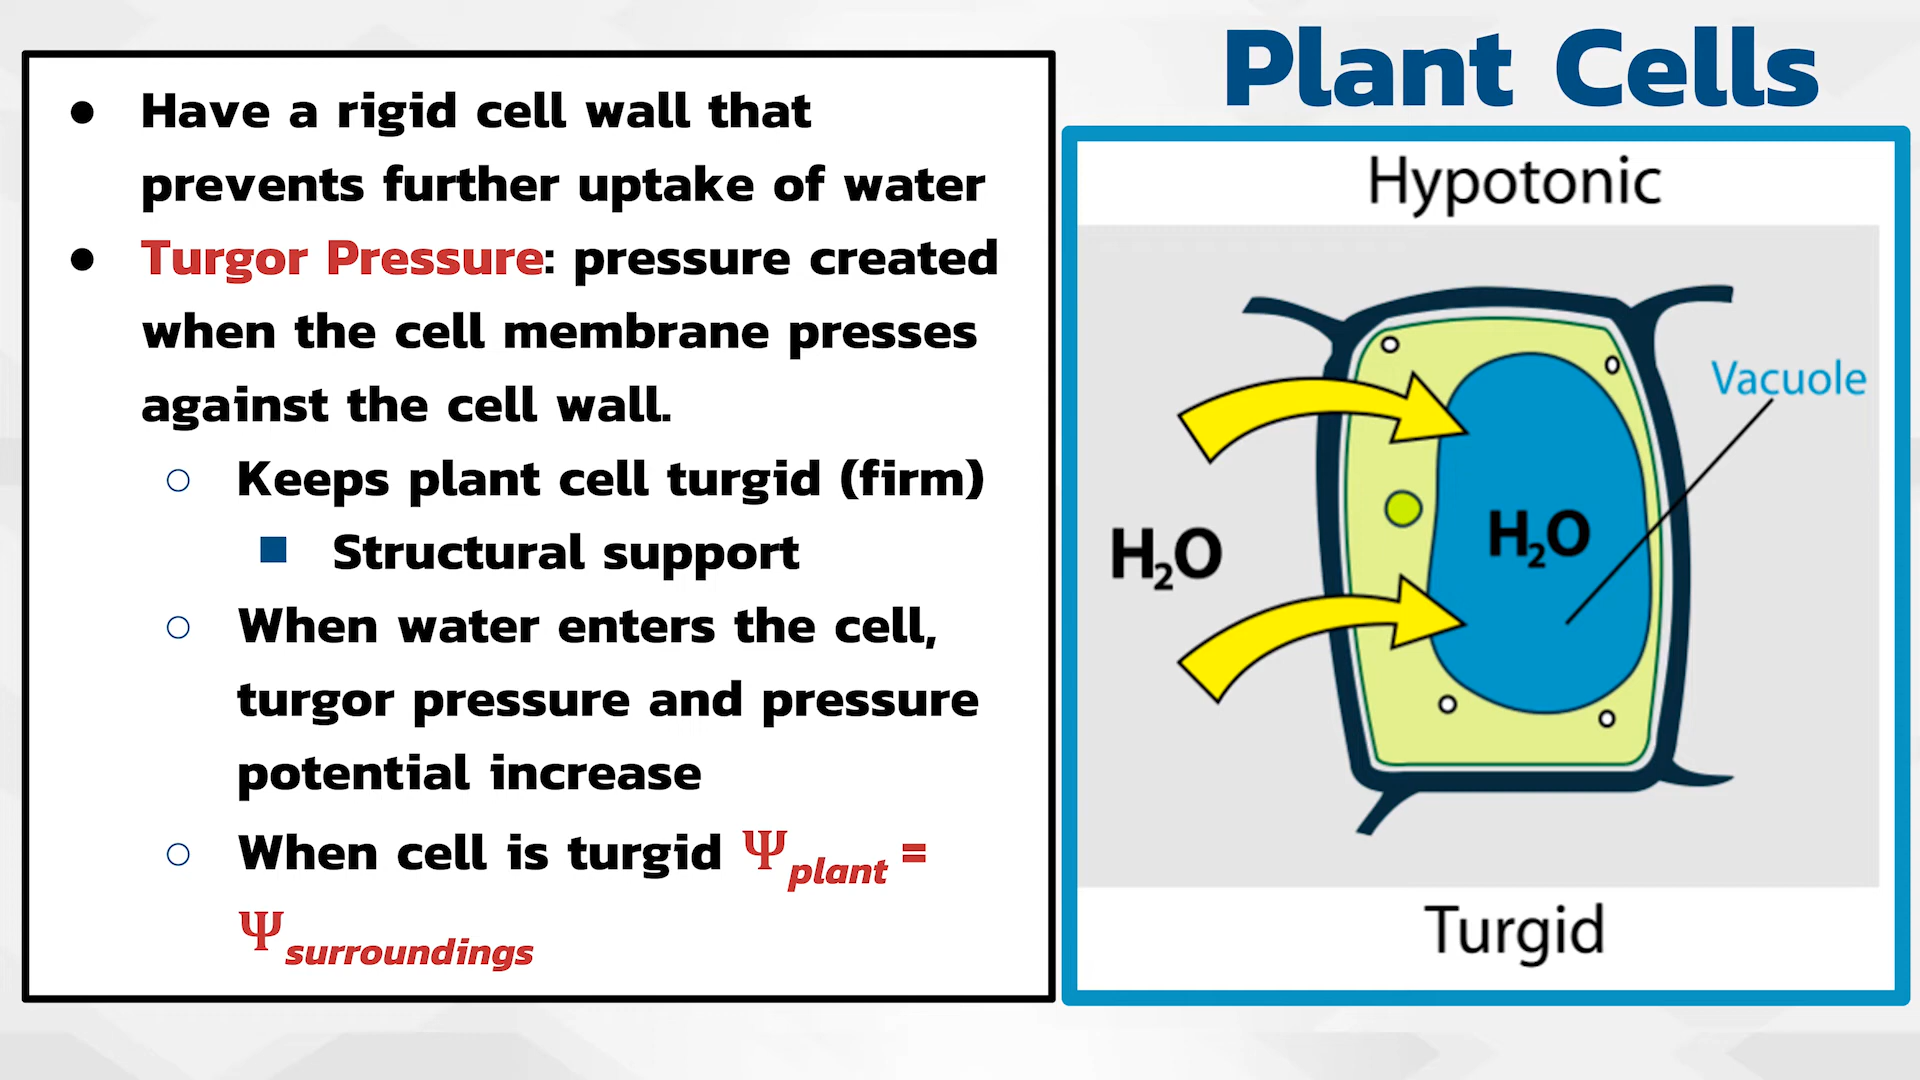 Plant Cells
● Have a rigid cell wall that
prevents further uptake of water
● Turgor Pressure: pressure created
when the cell membrane presses
against the cell wall.
○ Keeps plant cell turgid (firm)
■ Structural support
○ When water enters the cell,
turgor pressure and pressure
potential increase
○ When cell is turgid Ψplant =
Ψsurroundings
Hypotonic
Vacuole
H₂O
H₂O
Turgid